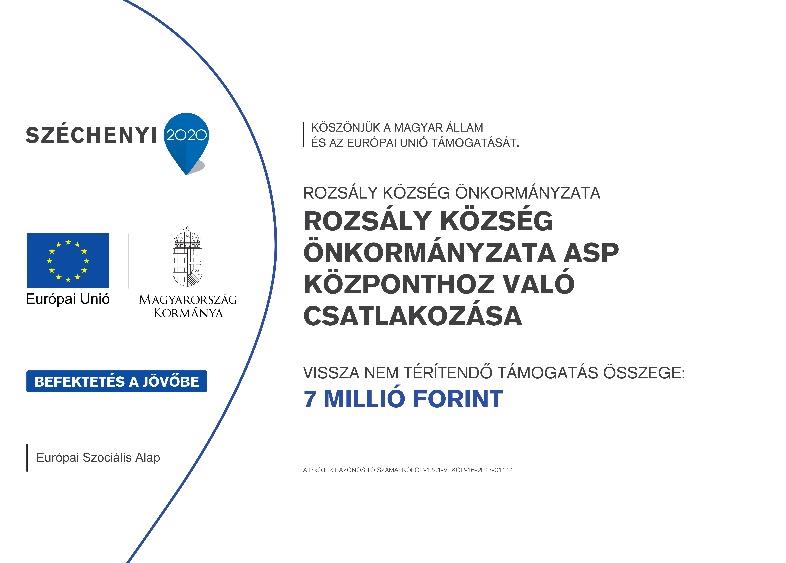 SZÉCHENYI 2020
Európai Unió
MAGYARORSZÁG
KORMÁNYA
BEFEKTETÉS A JÖVŐBE
Európai Szociális Alap
KÖSZÖNJÜK A MAGYAR ÁLLAM
ÉS AZ EURÓPAI UNIÓ TÁMOGATÁSÁT.
ROZSÁLY KÖZSÉG ÖNKORMÁNYZATA
ROZSÁLY KÖZSÉG
ÖNKORMÁNYZATA ASP
KÖZPONTHOZ VALÓ
CSATLAKOZÁSA
VISSZA NEM TÉRÍTENDŐ TÁMOGATÁS ÖSSZEGE:
7 MILLIÓ FORINT